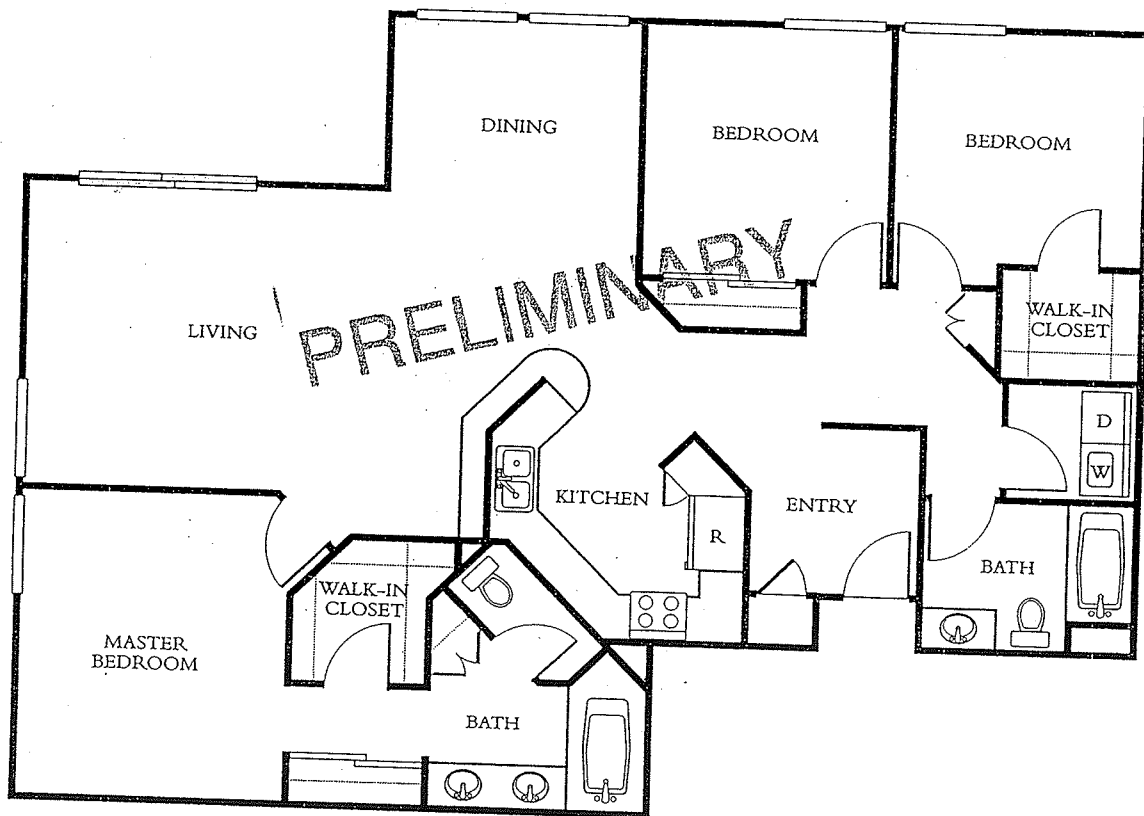 DINING
BEDROOM
BEDROOM
LIVING
PRELIMINARY
WALK-IN
CLOSET
D
W
KITCHEN
R
ENTRY
BATH
WALK-IN
CLOSET
MASTER
BEDROOM
BATH